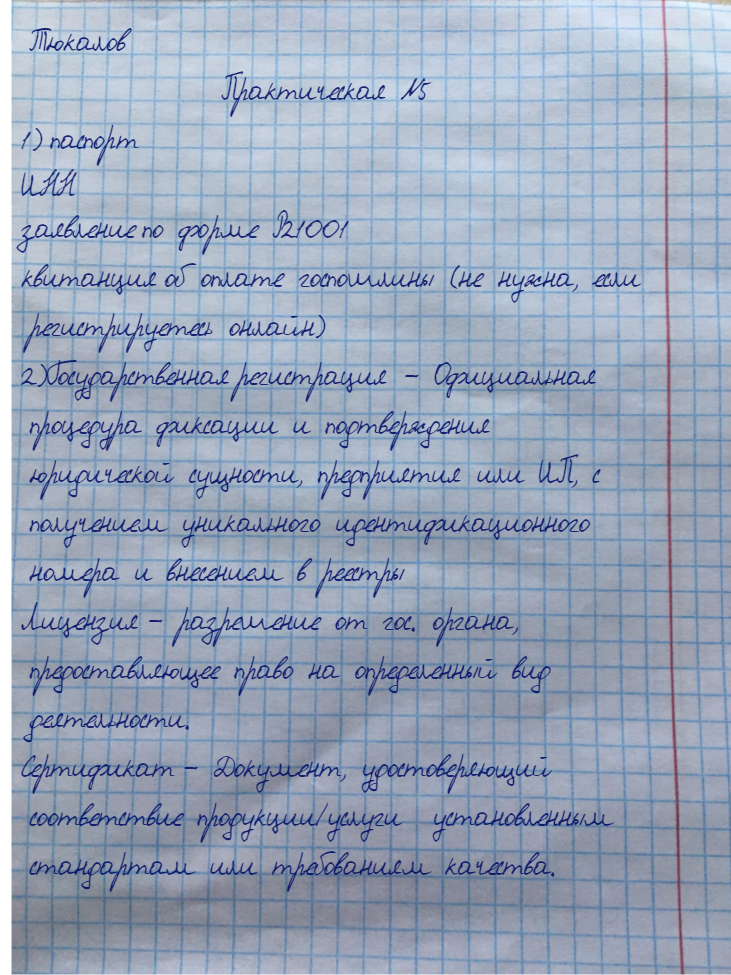 Тюкалов
Практическая №5
1) паспорт
ИНН
заявление по форме Р21001
квитанция об оплате госпошлины (не нужна, если
регистрируетесь онлайн)
2) Государственная регистрация – Официальная
процедура фиксации и подтверждения
юридической сущности, предприятия или ИП, с
получением уникального идентификационного
номера и внесением в реестры
Лицензия – разрешение от гос. органа,
предоставляющее право на определенный вид
деятельности.
Сертификат – Документ, удостоверяющий
соответствие продукции/услуги установленным
стандартам или требованиям качества.